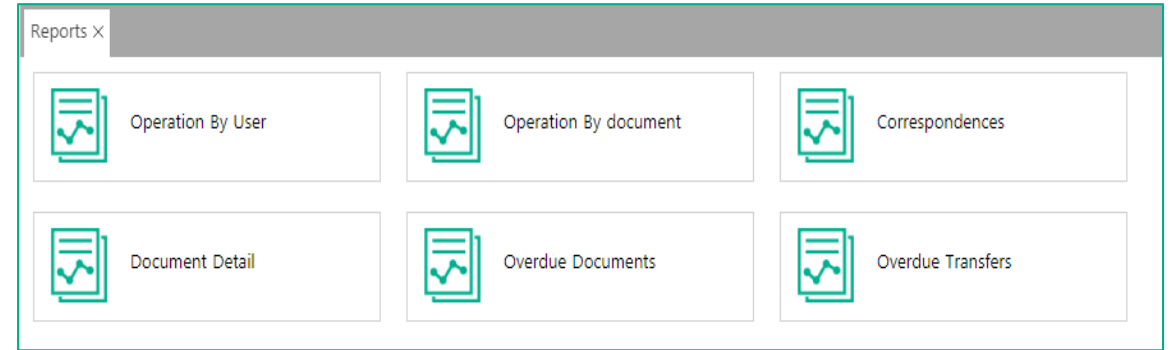 Reports ×
Operation By User
Operation By document
Correspondences
Document Detail
Overdue Documents
Overdue Transfers